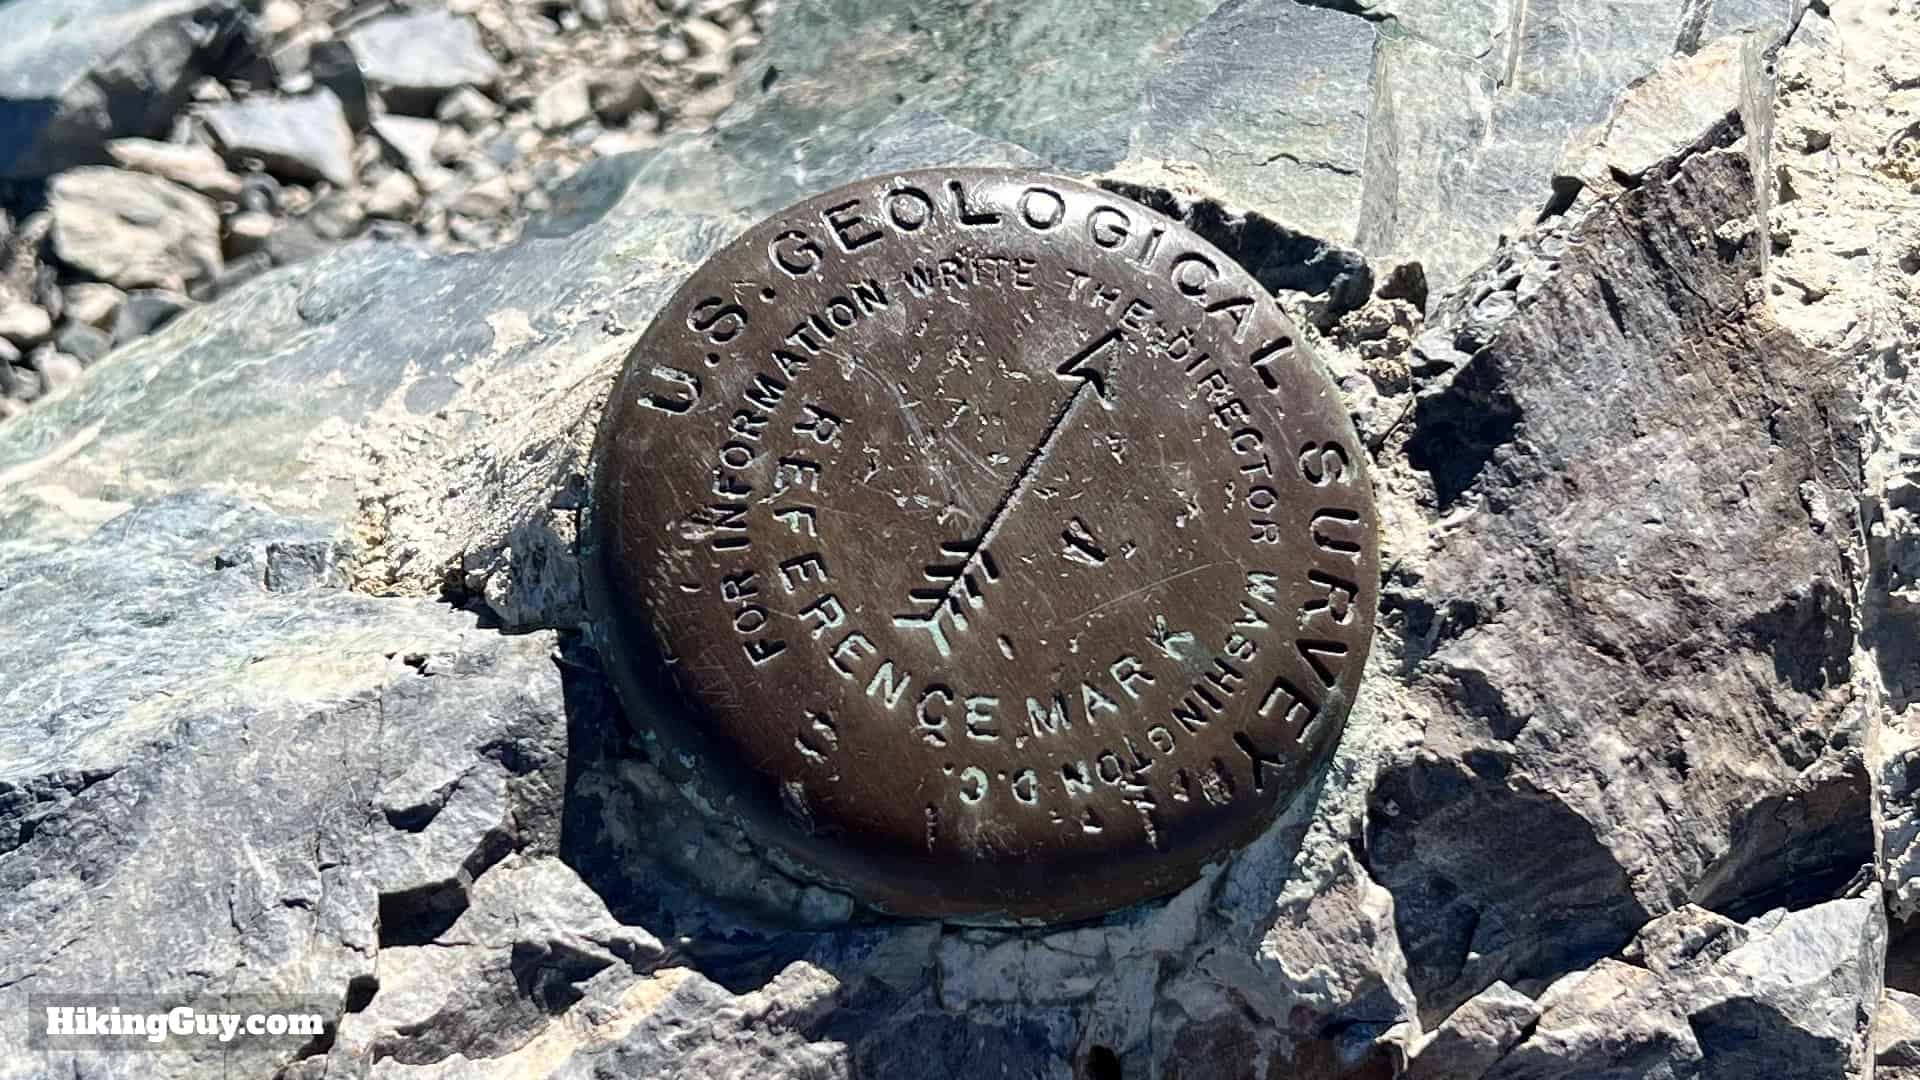 U.S. GEOLOGICAL SURVEY
FOR INFORMATION WRITE THE DIRECTOR WASHINGTON D.C.
REFERENCE MARK
HikingGuy.com